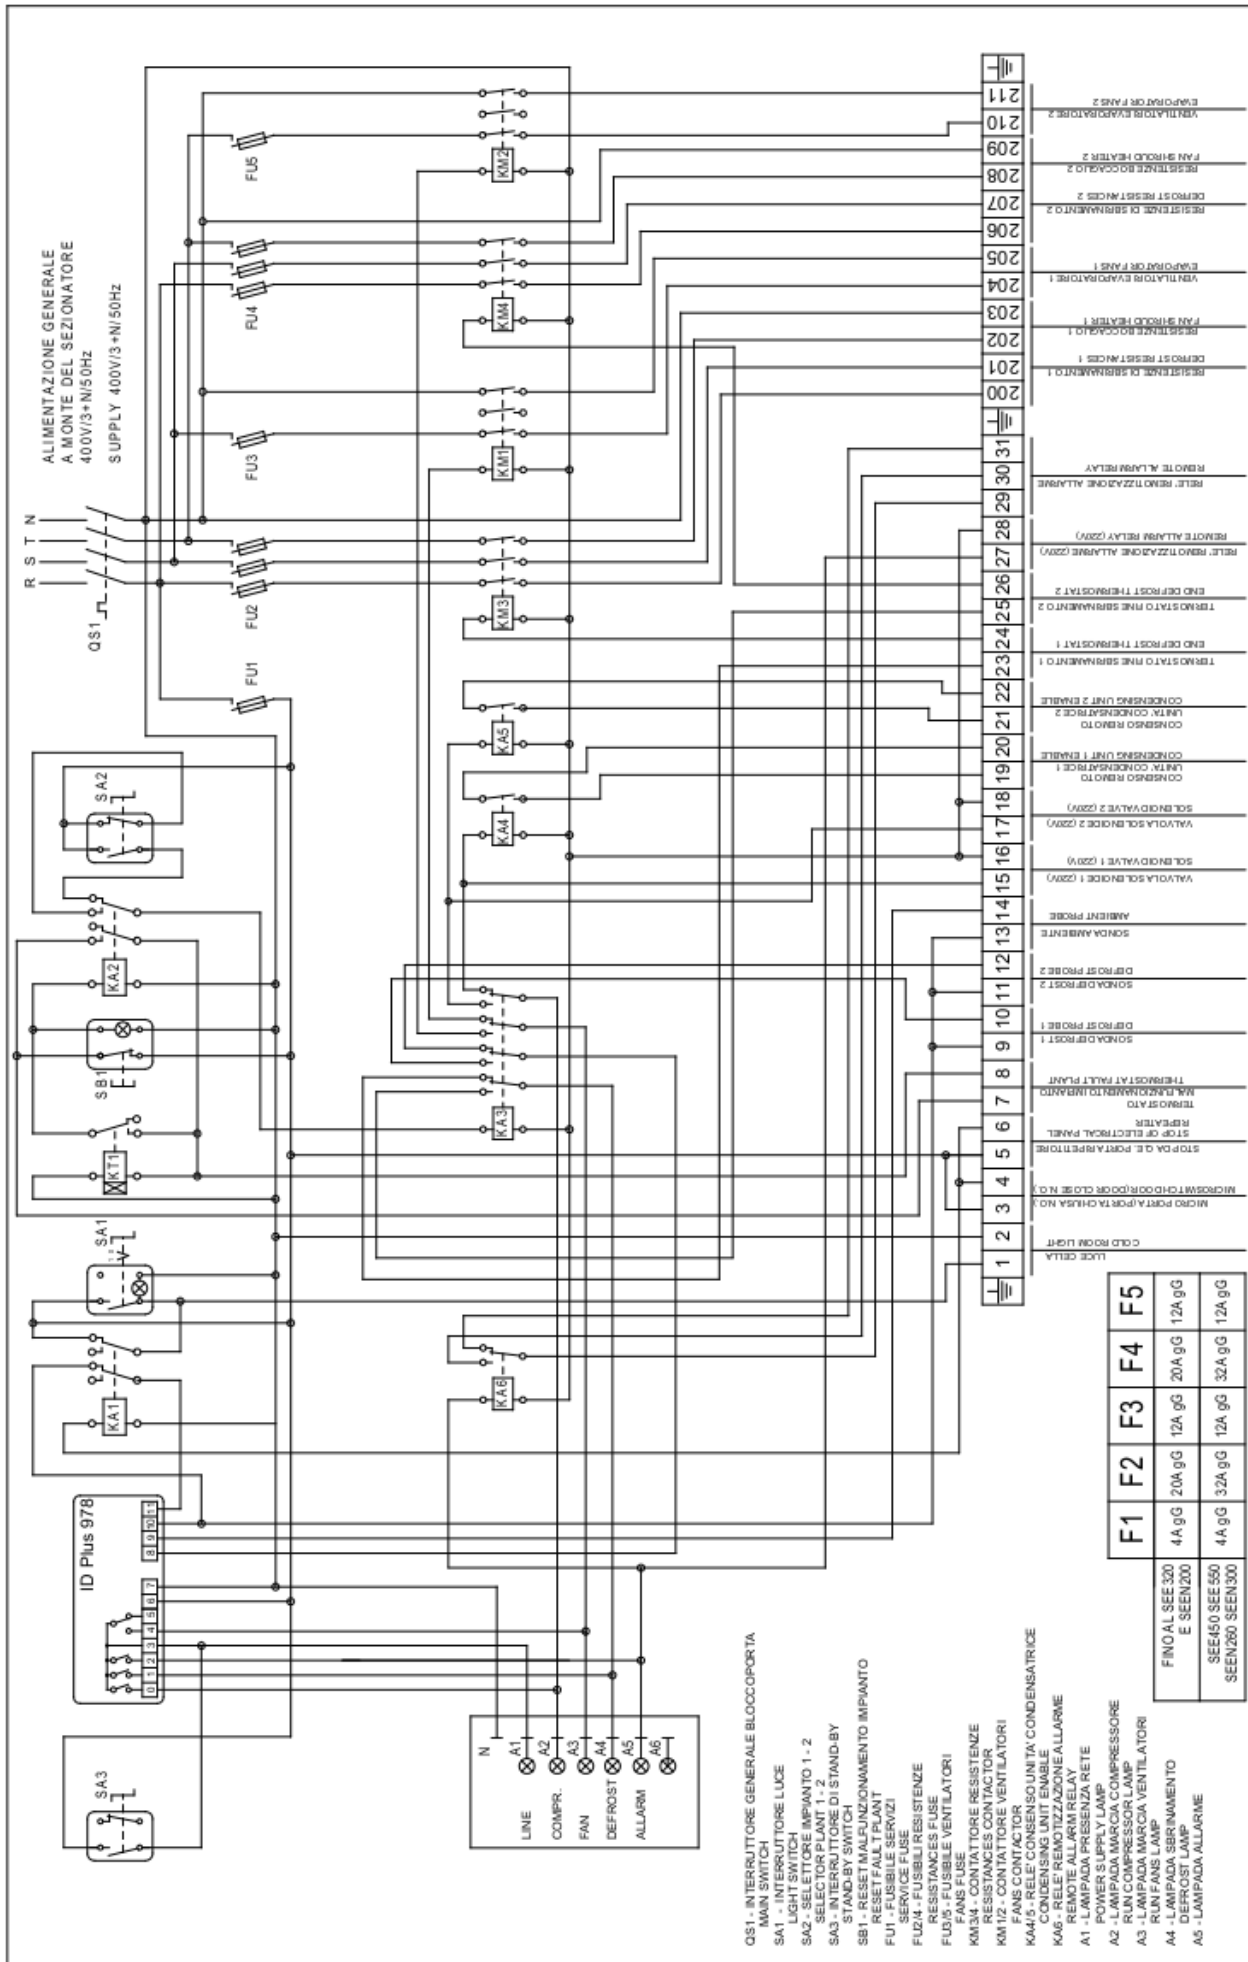 ALIMENTAZIONE GENERALE
A MONTE DEL SEZIONATORE
400V/3+N/50Hz
SUPPLY 400V/3+N/50Hz
R S T N
QS1
FU1
FU2
FU3
FU4
FU5
KM3
KM1
KM4
KM2
SA2
KA2
SB1
KT1
SA1
KA1
KA5
KA4
KA3
KA6
ID Plus 978
0 1 2 3 4 5 6 7
8 9 10 11
SA3
N
A1
A2
A3
A4
A5
A6
LINE
COMPR.
FAN
DEFROST
ALLARM
211
210
209
208
207
206
205
204
203
202
201
200
31
30
29
28
27
26
25
24
23
22
21
20
19
18
17
16
15
14
13
12
11
10
9
8
7
6
5
4
3
2
1
VENTILATORI EVAPORATORE 2
EVAPORATOR FANS 2
RESISTENZE BOCCAGLIO 2
FAN SHROUD HEATER 2
RESISTENZE DI SBRINAMENTO 2
DEFROST RESISTANCES 2
VENTILATORI EVAPORATORE 1
EVAPORATOR FANS 1
RESISTENZE BOCCAGLIO 1
FAN SHROUD HEATER 1
RESISTENZE DI SBRINAMENTO 1
DEFROST RESISTANCES 1
RELE' REMOTIZZAZIONE ALLARME
REMOTE ALLARM RELAY
RELE' REMOTIZZAZIONE ALLARME (220V)
REMOTE ALLARM RELAY (220V)
TERMOSTATO FINE SBRINAMENTO 2
END DEFROST THERMOSTAT 2
TERMOSTATO FINE SBRINAMENTO 1
END DEFROST THERMOSTAT 1
CONSENSO REMOTO
UNITA' CONDENSATRICE 2
CONDENSING UNIT 2 ENABLE
CONSENSO REMOTO
UNITA' CONDENSATRICE 1
CONDENSING UNIT 1 ENABLE
VALVOLA SOLENOIDE 2 (220V)
SOLENOID VALVE 2 (220V)
VALVOLA SOLENOIDE 1 (220V)
SOLENOID VALVE 1 (220V)
SONDA AMBIENTE
AMBIENT PROBE
SONDA DEFROST 2
DEFROST PROBE 2
SONDA DEFROST 1
DEFROST PROBE 1
TERMOSTATO
MALFUNZIONAMENTO IMPIANTO
THERMOSTAT FAULT PLANT
STOP DA Q.E. PORTA RIPETITORE
STOP OF ELECTRICAL PANEL
REPEATER
MICRO PORTA (PORTA CHIUSA N.O.)
MICROSWITCH DOOR (DOOR CLOSE N.O.)
LUCE CELLA
COLD ROOM LIGHT
QS1 - INTERRUTTORE GENERALE BLOCCOPORTA
MAIN SWITCH
SA1 - INTERRUTTORE LUCE
LIGHT SWITCH
SA2 - SELETTORE IMPIANTO 1 - 2
SELECTOR PLANT 1 - 2
SA3 - INTERRUTTORE DI STAND-BY
STAND-BY SWITCH
SB1 - RESET MALFUNZIONAMENTO IMPIANTO
RESET FAULT PLANT
FU1 - FUSIBILE SERVIZI
SERVICE FUSE
FU2/4 - FUSIBILI RESISTENZE
RESISTANCES FUSE
FU3/5 - FUSIBILE VENTILATORI
FANS FUSE
KM3/4 - CONTATTORE RESISTENZE
RESISTANCES CONTACTOR
KM1/2 - CONTATTORE VENTILATORI
FANS CONTACTOR
KA4/5 - RELE' CONSENSO UNITA' CONDENSATRICE
CONDENSING UNIT ENABLE
KA6 - RELE' REMOTIZZAZIONE ALLARME
REMOTE ALLARM RELAY
A1 - LAMPADA PRESENZA RETE
POWER SUPPLY LAMP
A2 - LAMPADA MARCIA COMPRESSORE
RUN COMPRESSOR LAMP
A3 - LAMPADA MARCIA VENTILATORI
RUN FANS LAMP
A4 - LAMPADA SBRINAMENTO
DEFROST LAMP
A5 - LAMPADA ALLARME
F1 F2 F3 F4 F5
FINO AL SEE320 E SEEN200 4A gG 20A gG 12A gG 20A gG 12A gG
SEE450 SEE550 SEEN260 SEEN300 4A gG 32A gG 12A gG 32A gG 12A gG